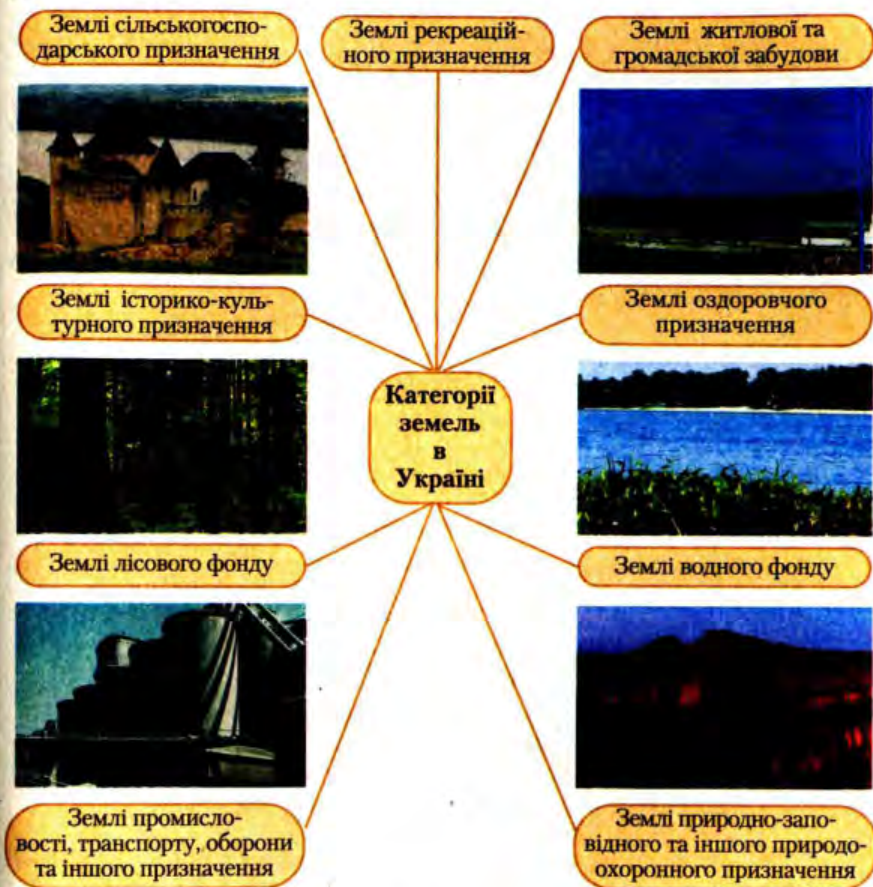 Землі сільськогоспо-
дарського призначення
Землі рекреацій-
ного призначення
Землі житлової та
громадської забудови
Землі історико-куль-
турного призначення
Землі оздоровчого
призначення
Категорії
земель
в
Україні
Землі лісового фонду
Землі водного фонду
Землі промисло-
вості, транспорту, оборони
та іншого призначення
Землі природно-запо-
відного та іншого природо-
охоронного призначення